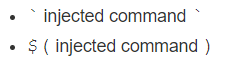 • ` injected command `
• $ ( injected command )